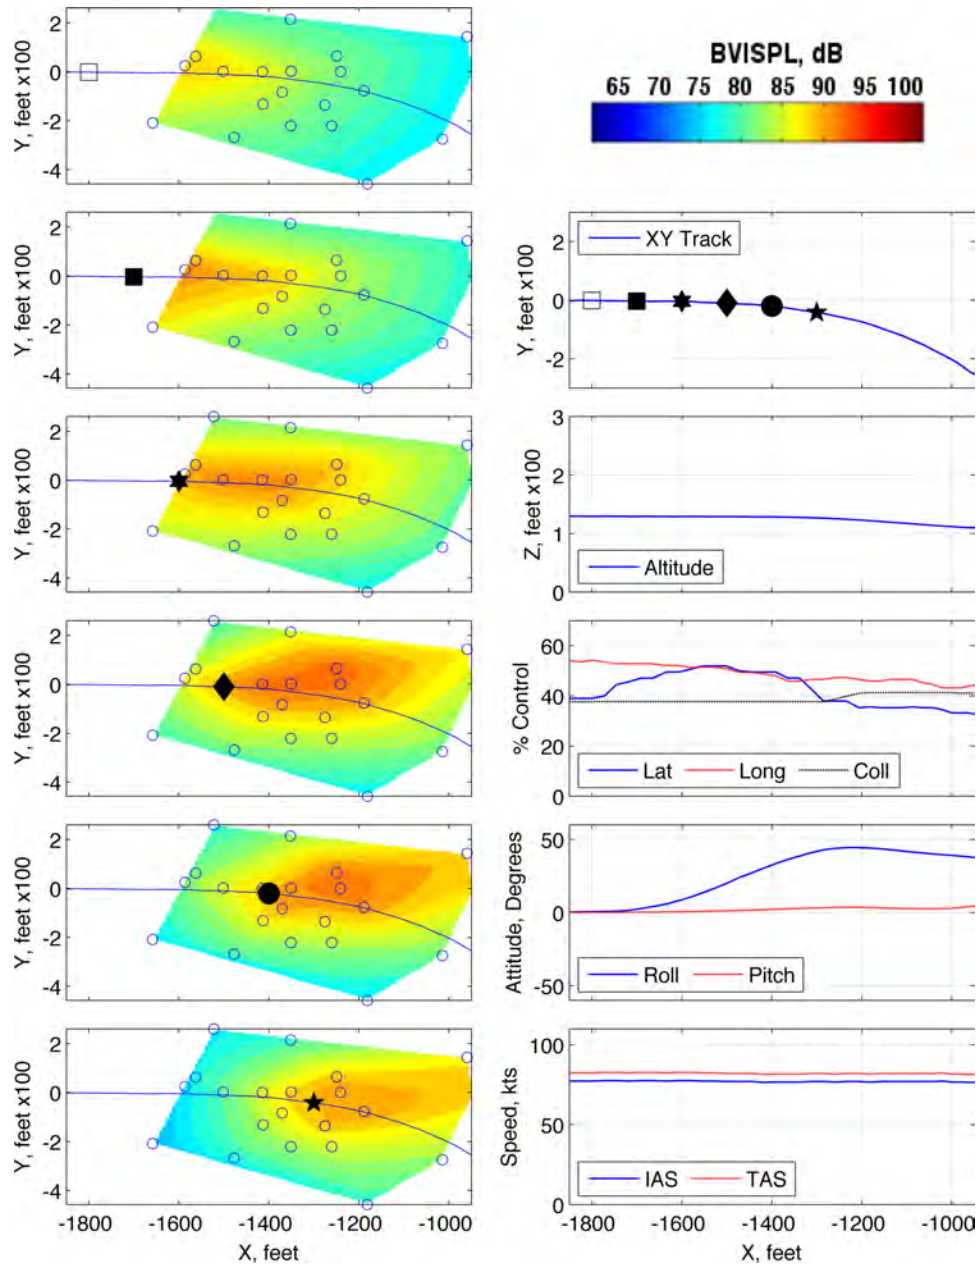 BVISPL, dB
65 70 75 80 85 90 95 100
Y, feet x100
2
0
-2
-4
Y, feet x100
2
0
-2
-4
XY Track
Y, feet x100
2
0
-2
Y, feet x100
2
0
-2
-4
Z, feet x100
3
2
1
0
Altitude
Y, feet x100
2
0
-2
-4
% Control
60
40
20
0
Lat Long Coll
Y, feet x100
2
0
-2
-4
Attitude, Degrees
50
0
-50
Roll Pitch
Y, feet x100
2
0
-2
-4
-1800 -1600 -1400 -1200 -1000
X, feet
Speed, kts
100
50
0
IAS TAS
-1800 -1600 -1400 -1200 -1000
X, feet